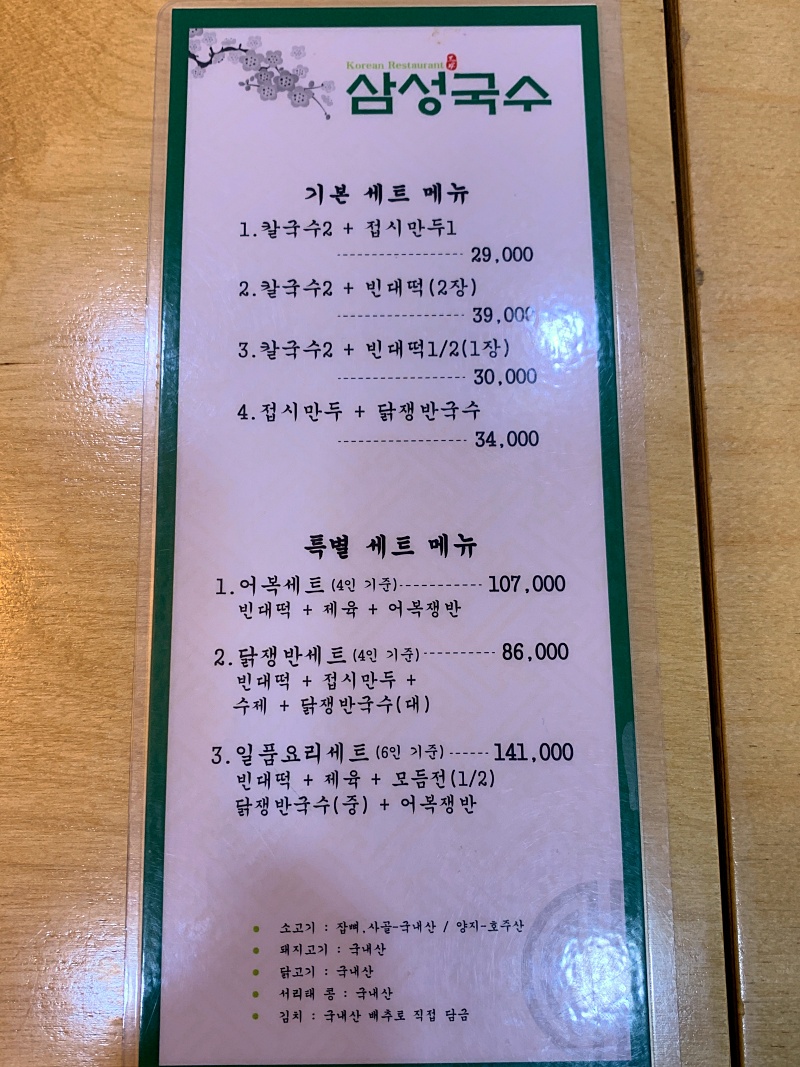 Korean Restaurant
삼성국수
기본 세트 메뉴
1.칼국수2 + 접시만두1
29,000
2.칼국수2 + 빈대떡(2장)
39,000
3.칼국수2 + 빈대떡1/2(1장)
30,000
4.접시만두 + 닭쟁반국수
34,000
특별 세트 메뉴
1.어복세트 (4인 기준) 107,000
빈대떡 + 제육 + 어복쟁반
2.닭쟁반세트 (4인 기준) 86,000
빈대떡 + 접시만두 +
수제 + 닭쟁반국수(대)
3.일품요리세트 (6인 기준) 141,000
빈대떡 + 제육 + 모듬전(1/2)
닭쟁반국수(중) + 어복쟁반
소고기 : 잡뼈,사골-국내산 / 양지-호주산
돼지고기 : 국내산
닭고기 : 국내산
서리태 콩 : 국내산
김치 : 국내산 배추로 직접 담금